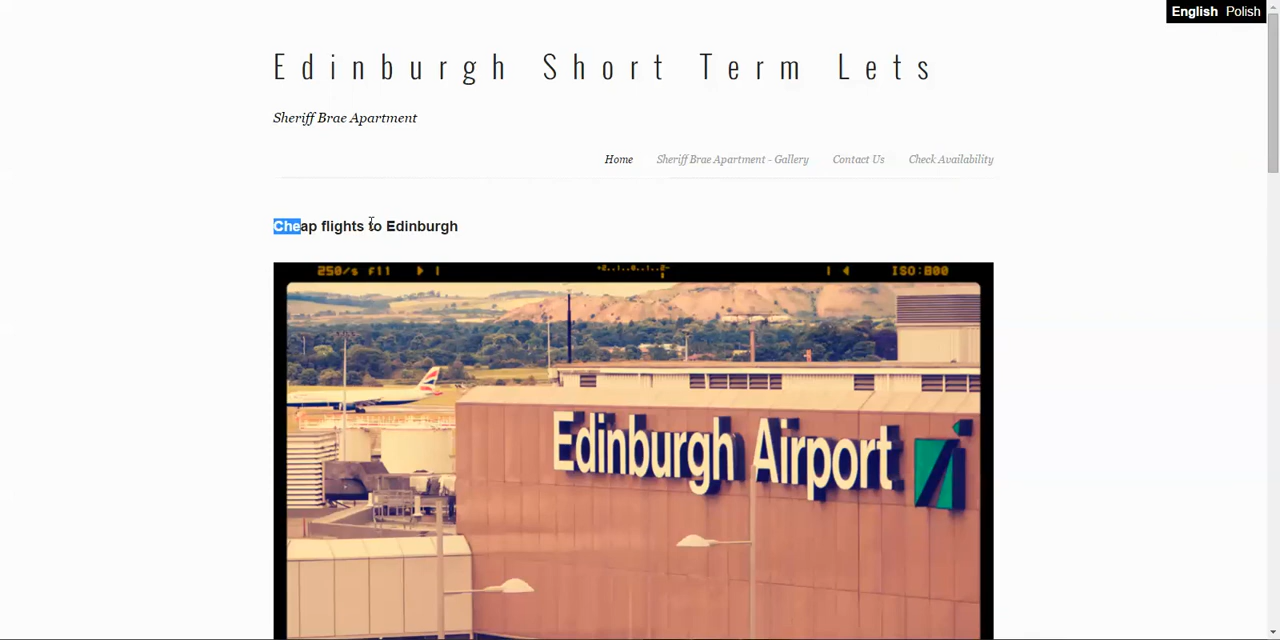 English Polish
Edinburgh Short Term Lets
Sheriff Brae Apartment
Home Sheriff Brae Apartment - Gallery Contact Us Check Availability
Cheap flights to Edinburgh
250/s f11 ISO:800
Edinburgh Airport